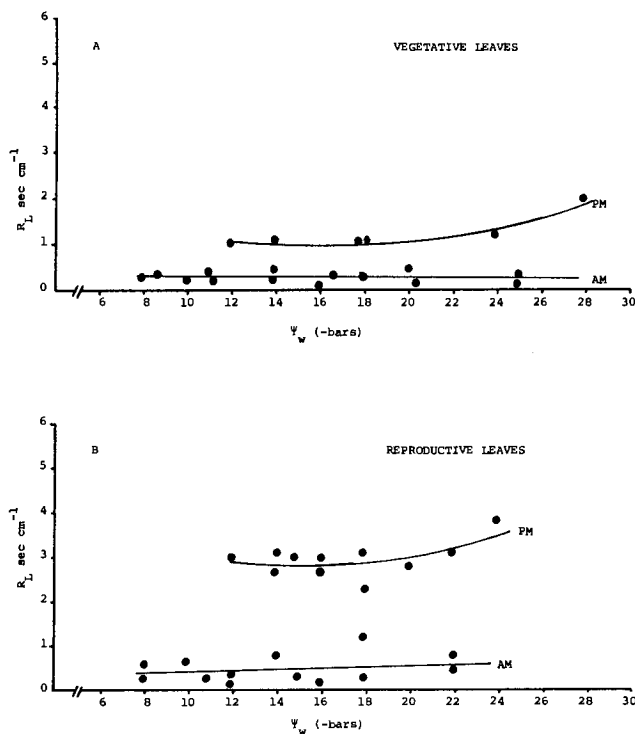 A
VEGETATIVE LEAVES
6
5
4
3
2
1
0
R_L sec cm⁻¹
PM
AM
6 8 10 12 14 16 18 20 22 24 26 28 30
Ψ_w (-bars)
B
REPRODUCTIVE LEAVES
6
5
4
3
2
1
0
R_L sec cm⁻¹
PM
AM
6 8 10 12 14 16 18 20 22 24 26 28 30
Ψ_w (-bars)